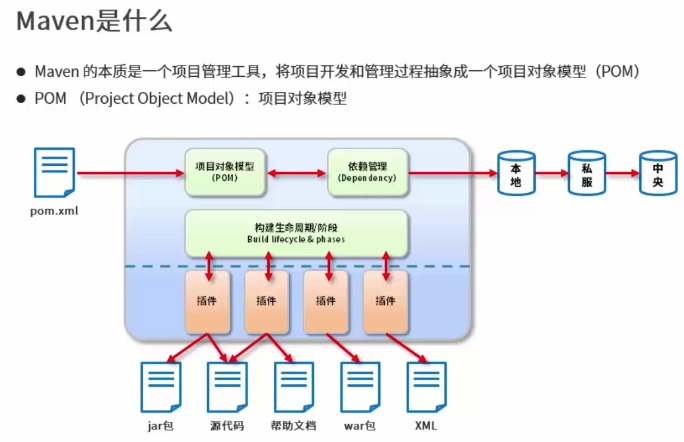 Maven是什么
● Maven 的本质是一个项目管理工具，将项目开发和管理过程抽象成一个项目对象模型（POM）
● POM （Project Object Model）：项目对象模型
pom.xml
项目对象模型
（POM）
依赖管理
（Dependency）
本地
私服
中央
构建生命周期/阶段
Build lifecycle & phases
插件
插件
插件
插件
jar包
源代码
帮助文档
war包
XML